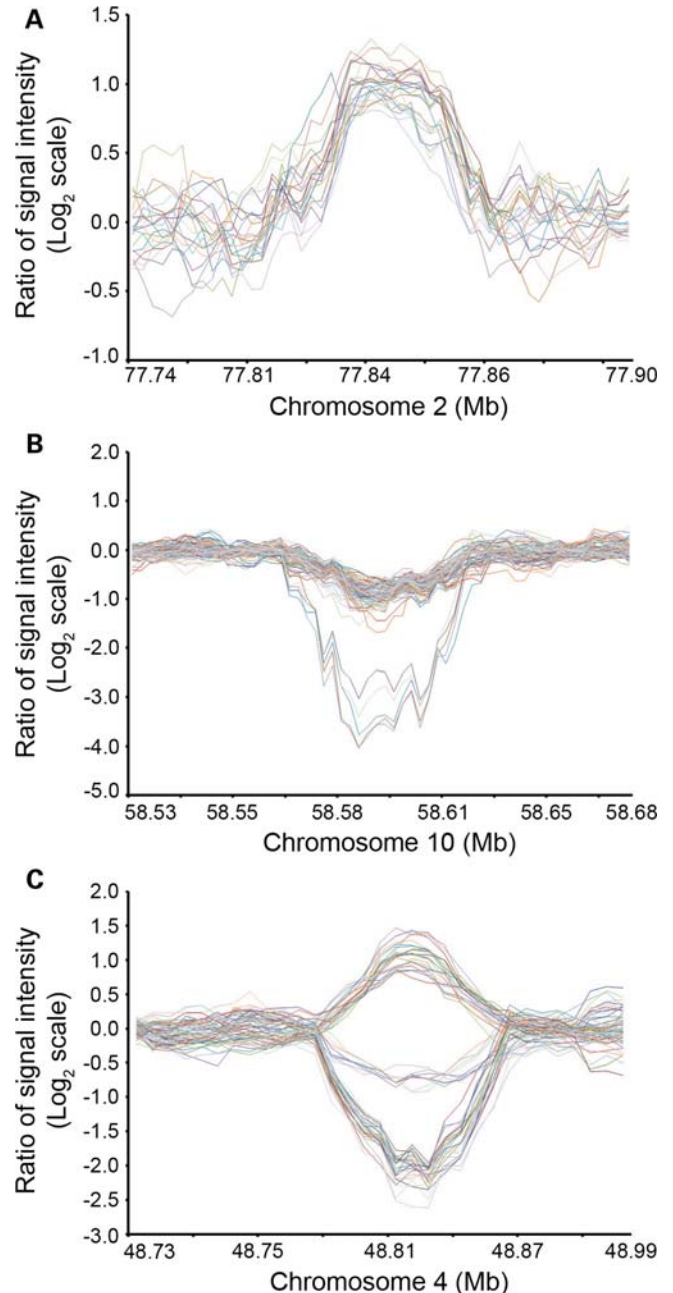 A
Ratio of signal intensity
(Log2 scale)
1.5
1.0
0.5
0.0
-0.5
-1.0
77.74 77.81 77.84 77.86 77.90
Chromosome 2 (Mb)
B
Ratio of signal intensity
(Log2 scale)
2.0
1.0
0.0
-1.0
-2.0
-3.0
-4.0
-5.0
58.53 58.55 58.58 58.61 58.65 58.68
Chromosome 10 (Mb)
C
Ratio of signal intensity
(Log2 scale)
2.0
1.5
1.0
0.5
0.0
-0.5
-1.0
-1.5
-2.0
-2.5
-3.0
48.73 48.75 48.81 48.87 48.99
Chromosome 4 (Mb)